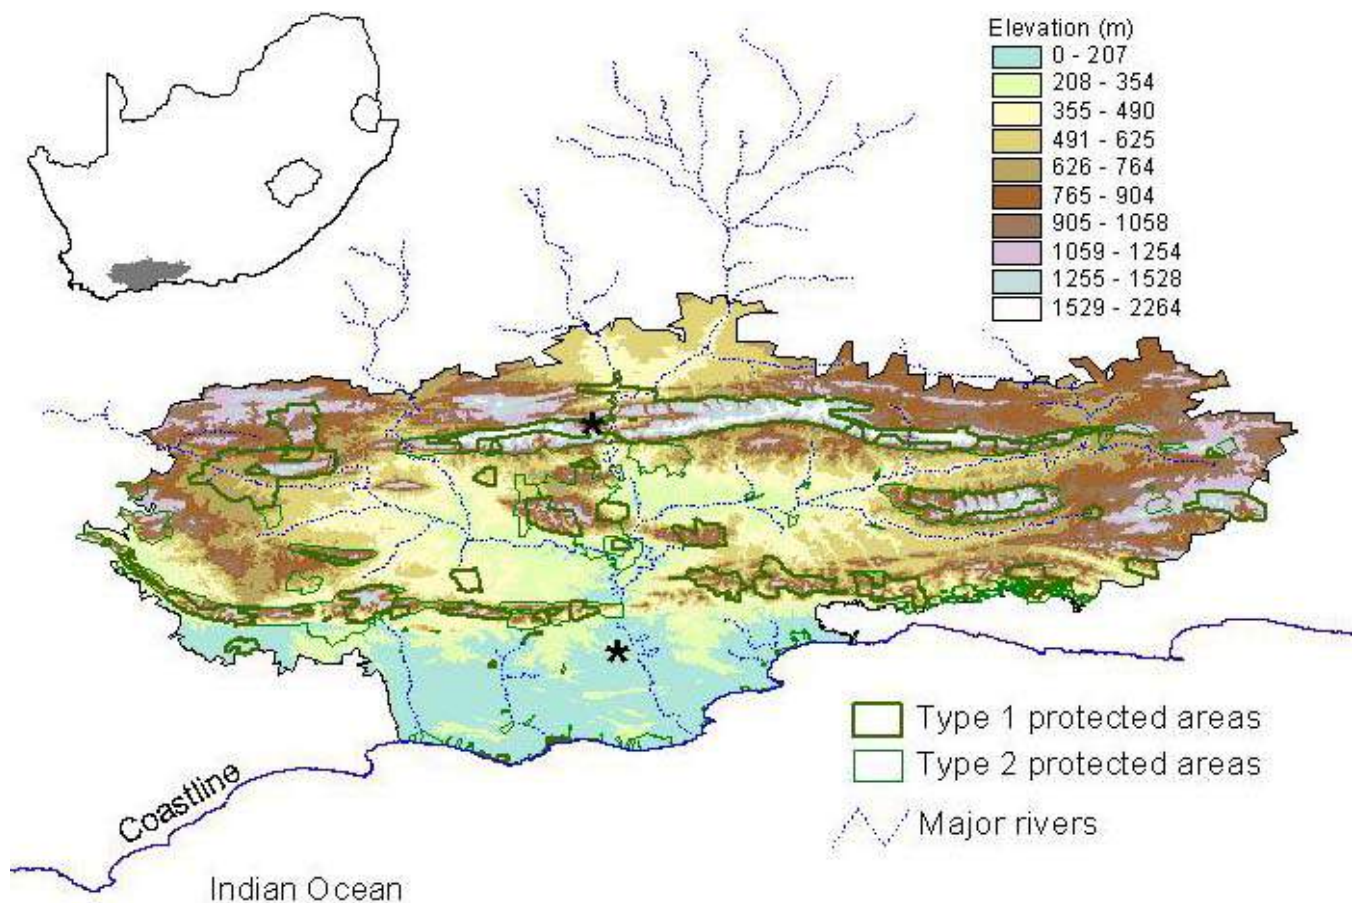 Elevation (m)
0 - 207
208 - 354
355 - 490
491 - 625
626 - 764
765 - 904
905 - 1058
1059 - 1254
1255 - 1528
1529 - 2264
*
*
Type 1 protected areas
Type 2 protected areas
Major rivers
Coastline
Indian Ocean